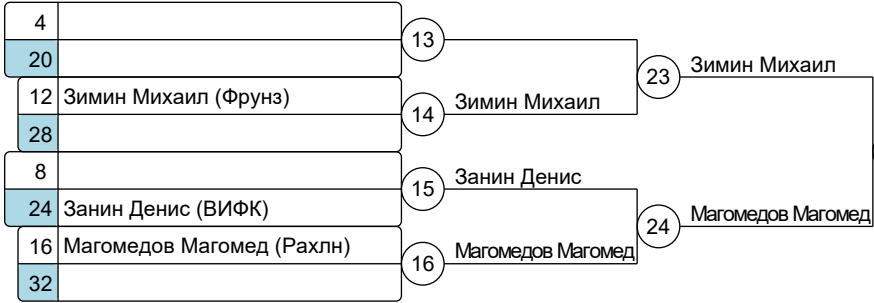 4
13
20
23 Зимин Михаил
12 Зимин Михаил (Фрунз)
14 Зимин Михаил
28
8
15 Занин Денис
24 Занин Денис (ВИФК)
24 Магомедов Магомед
16 Магомедов Магомед (Рахлн)
16 Магомедов Магомед
32